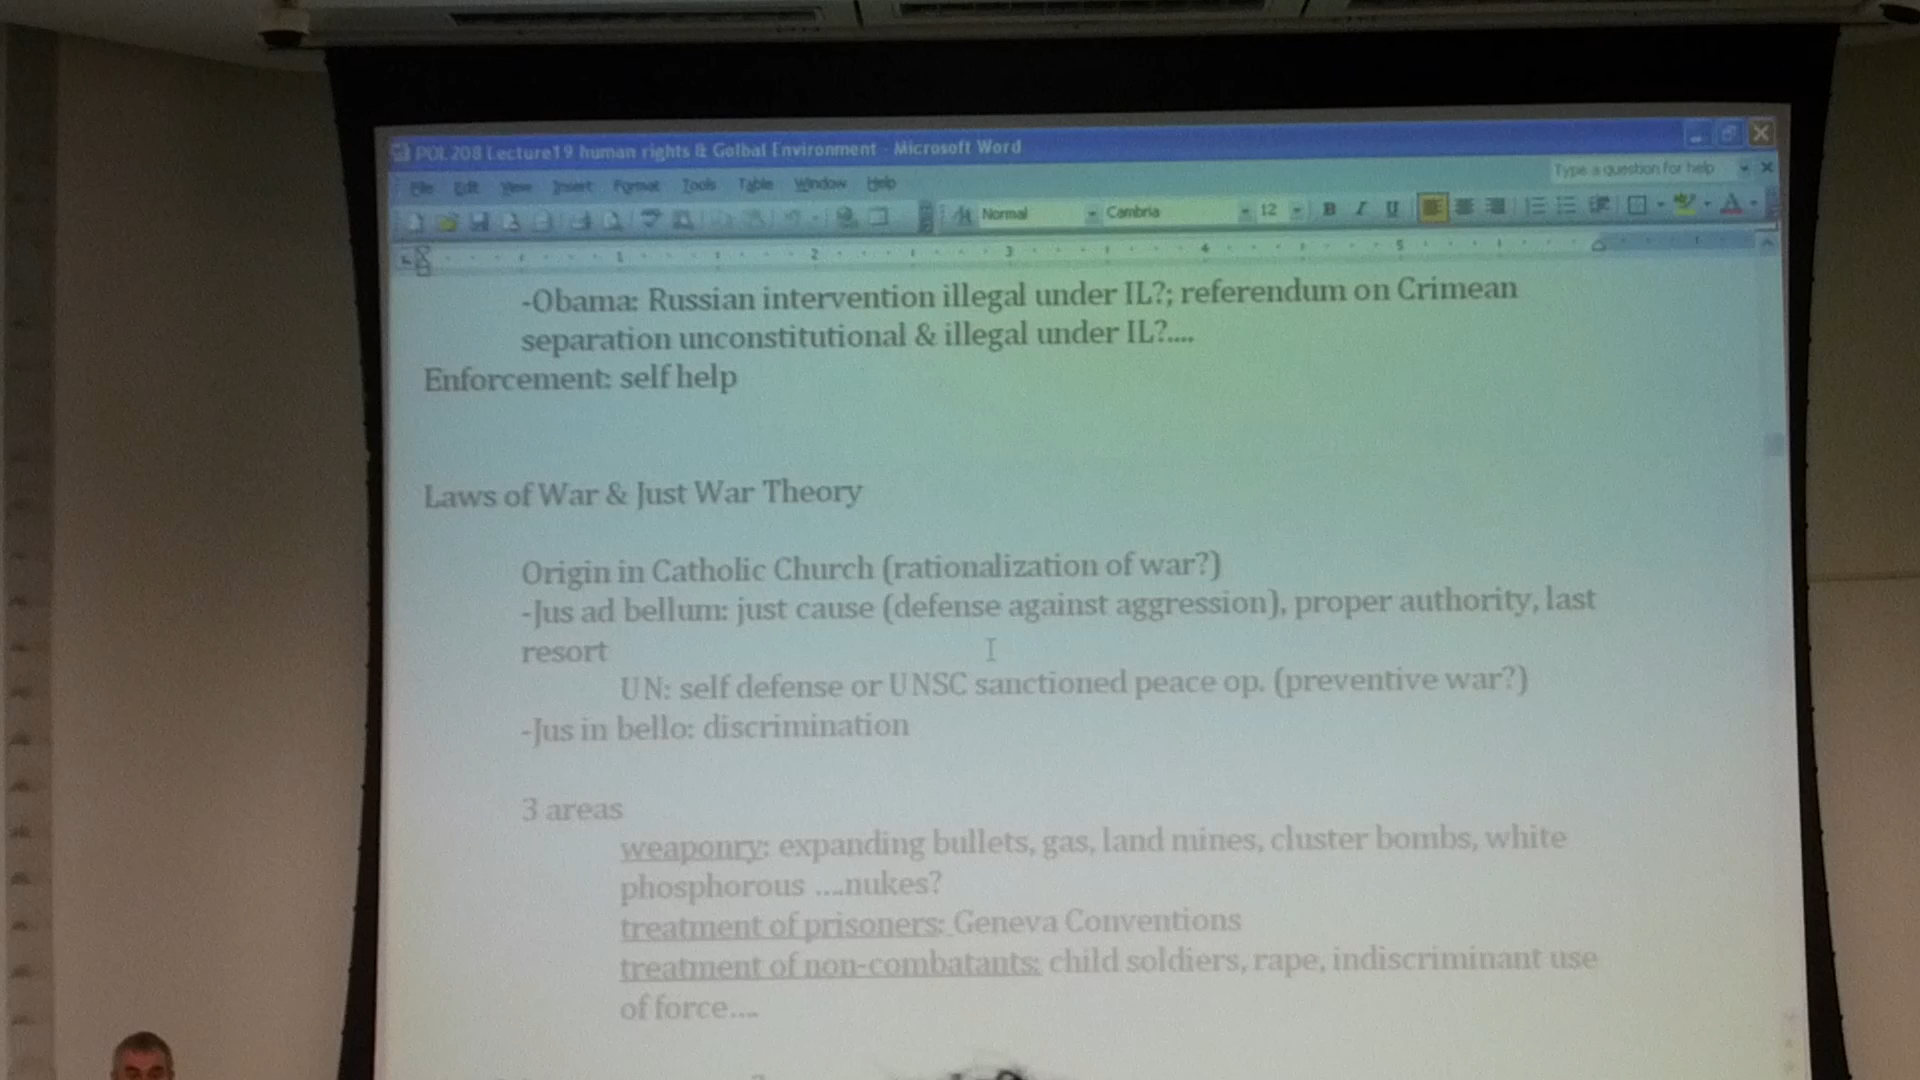 POL 208 Lecture19 human rights & Golbal Environment - Microsoft Word
Type a question for help
File Edit View Insert Format Tools Table Window Help
Normal Cambria 12 B I U A
1 2 3 4 5
-Obama: Russian intervention illegal under IL?; referendum on Crimean
separation unconstitutional & illegal under IL?....
Enforcement: self help
Laws of War & Just War Theory
Origin in Catholic Church (rationalization of war?)
-Jus ad bellum: just cause (defense against aggression), proper authority, last
resort
UN: self defense or UNSC sanctioned peace op. (preventive war?)
-Jus in bello: discrimination
3 areas
weaponry: expanding bullets, gas, land mines, cluster bombs, white
phosphorous ....nukes?
treatment of prisoners: Geneva Conventions
treatment of non-combatants: child soldiers, rape, indiscriminant use
of force....